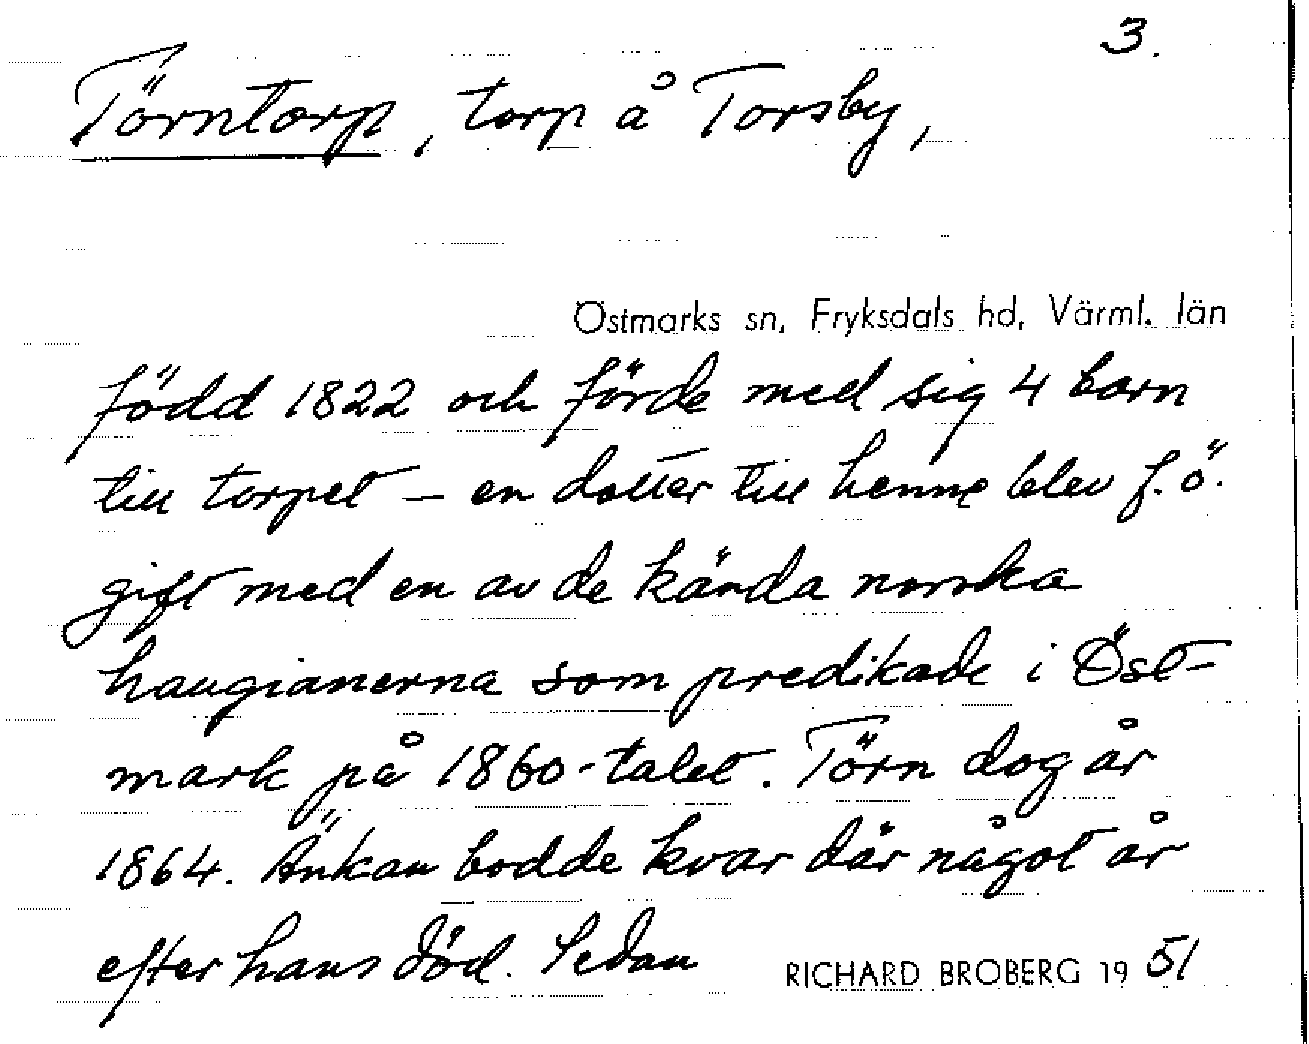 3.
Törntorp, torp å Torsby,
Östmarks sn, Fryksdals hd, Värml. län
född 1822 och förde med sig 4 barn
till torpet – en dotter till henne blev f. ö.
gift med en av de kända norska
haugianerna som predikade i Öst-
mark på 1860-talet. Törn dog år
1864. Änkan bodde kvar där något år
efter hans död. Sedan
RICHARD BROBERG 19 51